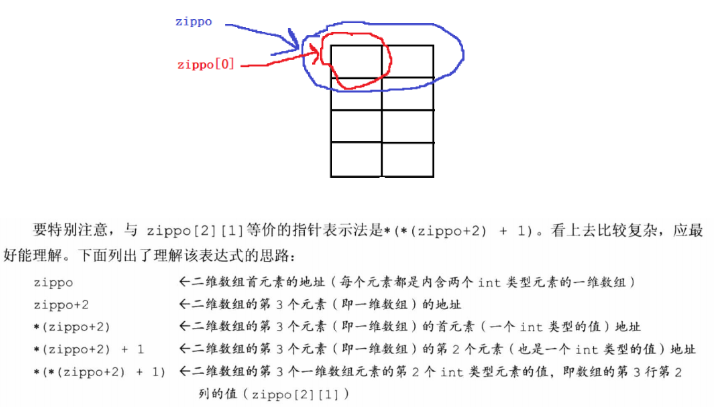 zippo
zippo[0]
要特别注意，与 zippo[2][1]等价的指针表示法是*(*(zippo+2) + 1)。看上去比较复杂，应最
好能理解。下面列出了理解该表达式的思路：
zippo ←二维数组首元素的地址（每个元素都是内含两个 int 类型元素的一维数组）
zippo+2 ←二维数组的第 3 个元素（即一维数组）的地址
*(zippo+2) ←二维数组的第 3 个元素（即一维数组）的首元素（一个 int 类型的值）地址
*(zippo+2) + 1 ←二维数组的第 3 个元素（即一维数组）的第 2 个元素（也是一个 int 类型的值）地址
*(*(zippo+2) + 1) ←二维数组的第 3 个一维数组元素的第 2 个 int 类型元素的值，即数组的第 3 行第 2
列的值（zippo[2][1]）